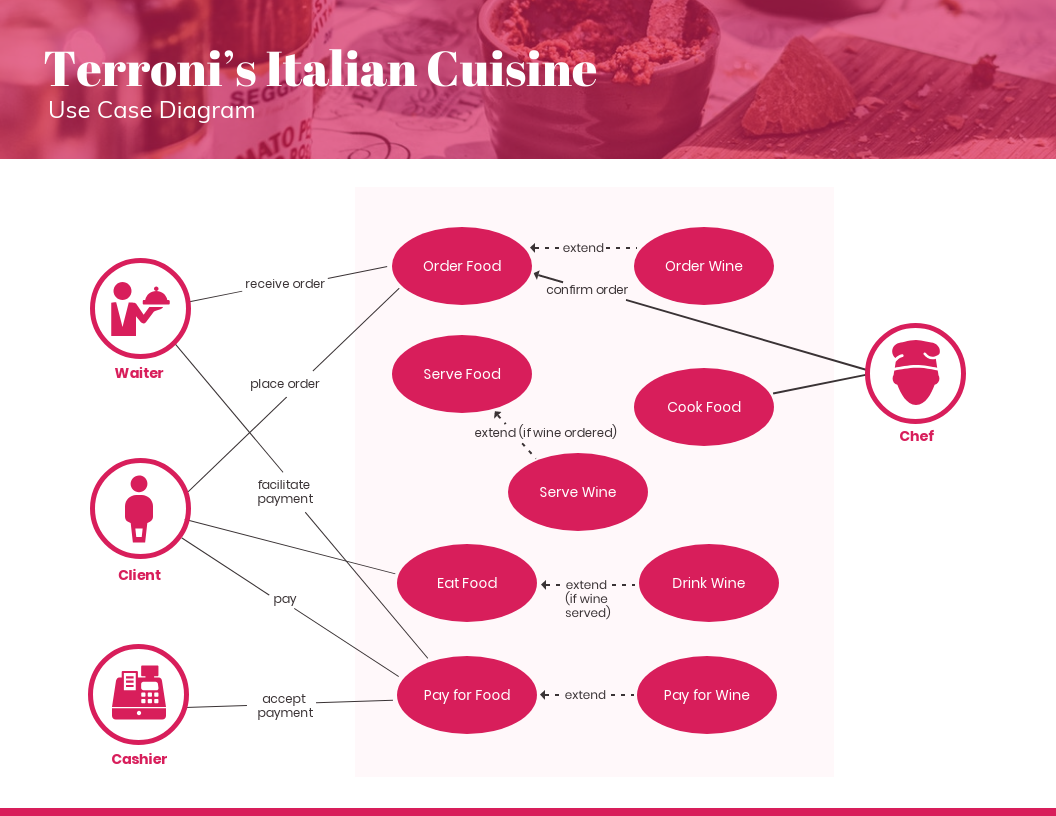 Terroni's Italian Cuisine
Use Case Diagram
Order Food
extend
Order Wine
receive order
confirm order
Waiter
place order
Serve Food
Cook Food
Chef
extend (if wine ordered)
facilitate
payment
Serve Wine
Client
Eat Food
extend
(if wine
served)
Drink Wine
pay
Pay for Food
extend
Pay for Wine
accept
payment
Cashier